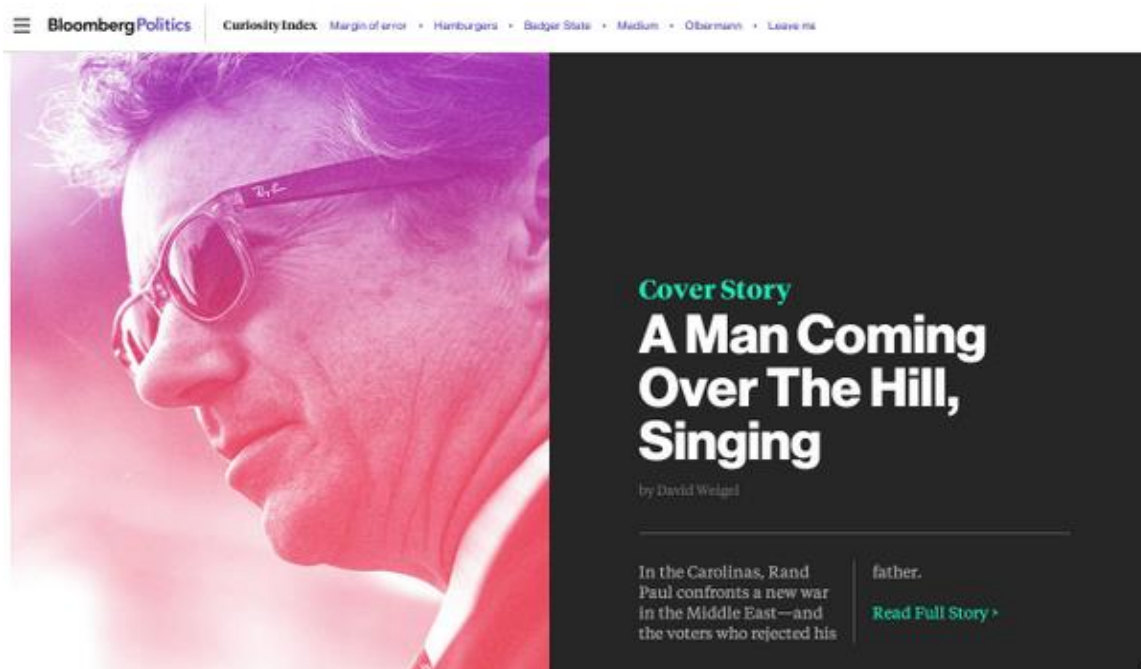 Bloomberg Politics
Curiosity Index Margin of error • Hamburgers • Badger State • Medium • Olbermann • Leave me
Ray-Ban
Cover Story
A Man Coming
Over The Hill,
Singing
by David Weigel
In the Carolinas, Rand
Paul confronts a new war
in the Middle East—and
the voters who rejected his
father.
Read Full Story ›